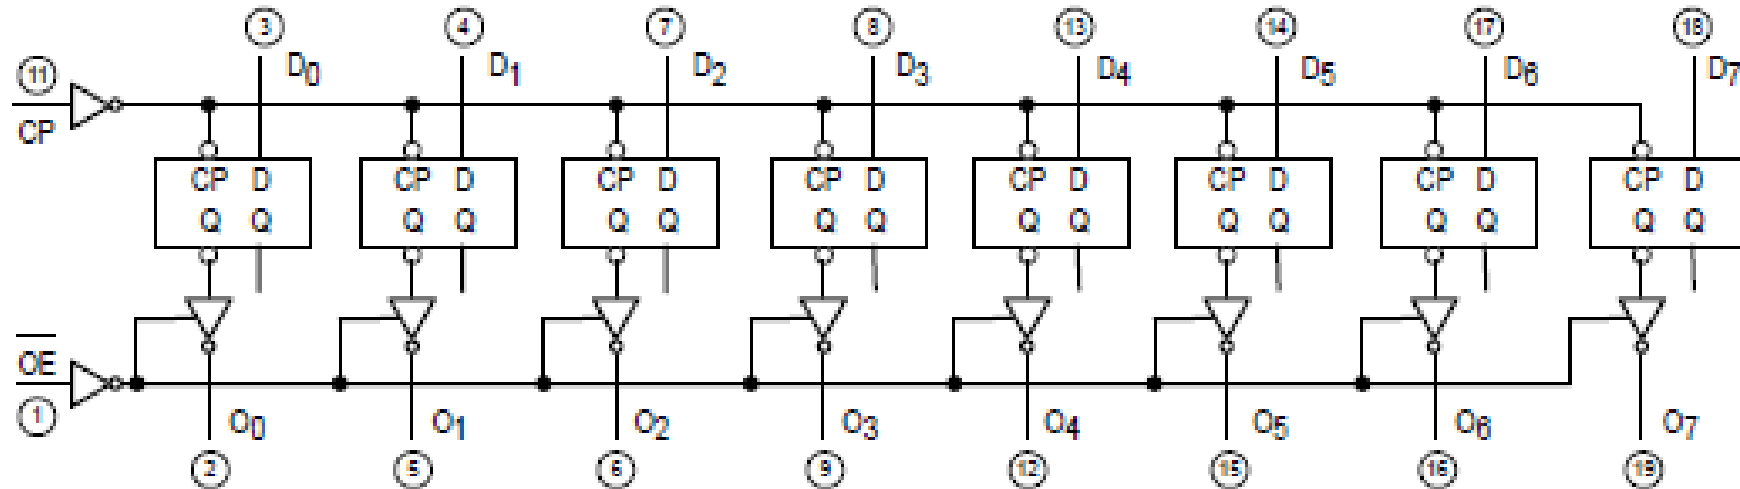 3 4 7 8 13 14 17 18
11 D0 D1 D2 D3 D4 D5 D6 D7
CP
CP D CP D CP D CP D CP D CP D CP D CP D
Q Q Q Q Q Q Q Q Q Q Q Q Q Q Q Q
OE
1 O0 O1 O2 O3 O4 O5 O6 O7
2 5 6 9 12 15 16 19